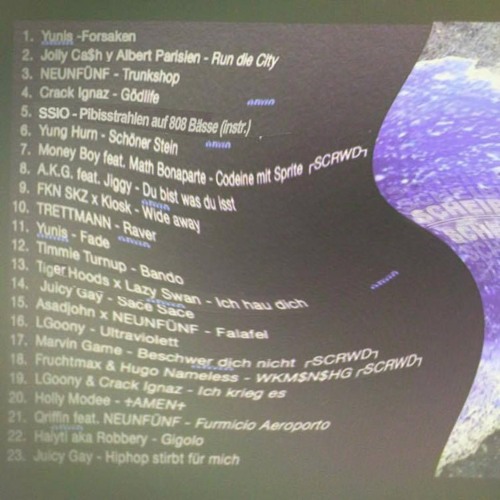 1. Yunis -Forsaken
2. Jolly Ca$h y Albert Parisien - Run die City
3. NEUNFÜNF - Trunkshop
4. Crack Ignaz - Gödlife
5. SSIO - Pibisstrahlen auf 808 Bässe (instr.)
6. Yung Hurn - Schöner Stein
7. Money Boy feat. Math Bonaparte - Codeine mit Sprite ┌SCRWD┐
8. A.K.G. feat. Jiggy - Du bist was du isst
9. FKN SKZ x Kiosk - Wide away
10. TRETTMANN - Raver
11. Yunis - Fade
12. Timmie Turnup - Bando
13. Tiger Hoods x Lazy Swan - Ich hau dich
14. Juicy Gay - Sace Sace
15. Asadjohn x NEUNFÜNF - Falafel
16. LGoony - Ultraviolett
17. Marvin Game - Beschwer dich nicht ┌SCRWD┐
18. Fruchtmax & Hugo Nameless - WKM$N$HG ┌SCRWD┐
19. LGoony & Crack Ignaz - Ich krieg es
20. Holly Modee - +AMEN+
21. Qriffin feat. NEUNFÜNF - Furmicio Aeroporto
22. Haiyti aka Robbery - Gigolo
23. Juicy Gay - Hiphop stirbt für mich